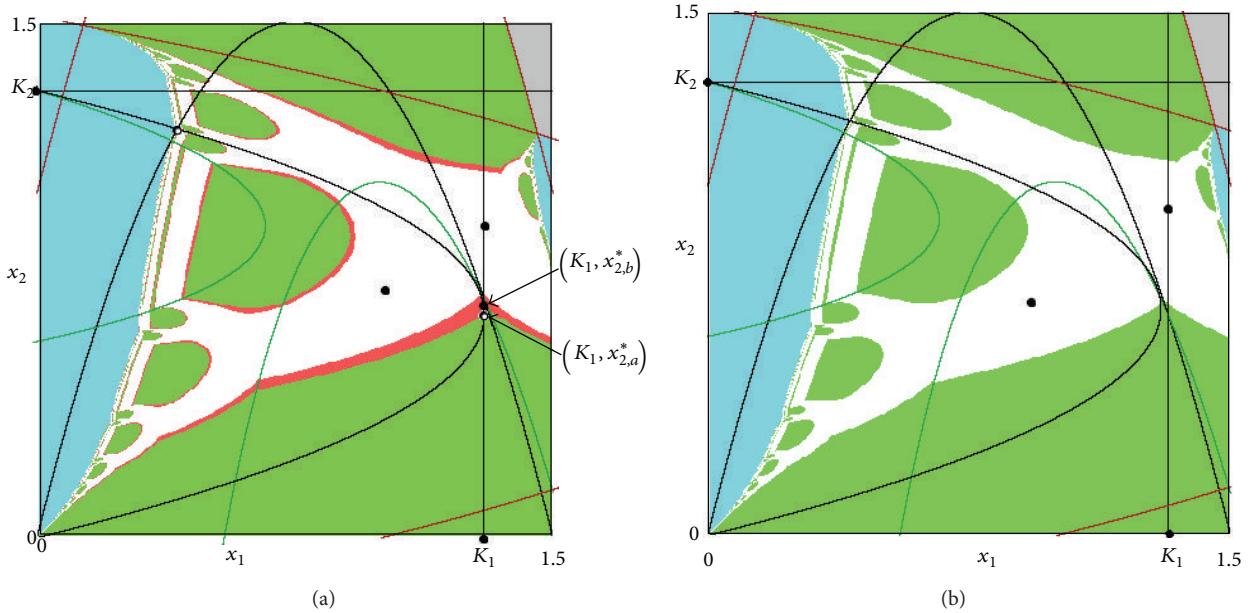 1.5
K₂
x₂
0
0
x₁
K₁
1.5
(K₁, x*₂,b)
(K₁, x*₂,a)
(a)
1.5
K₂
x₂
0
0
x₁
K₁
1.5
(b)